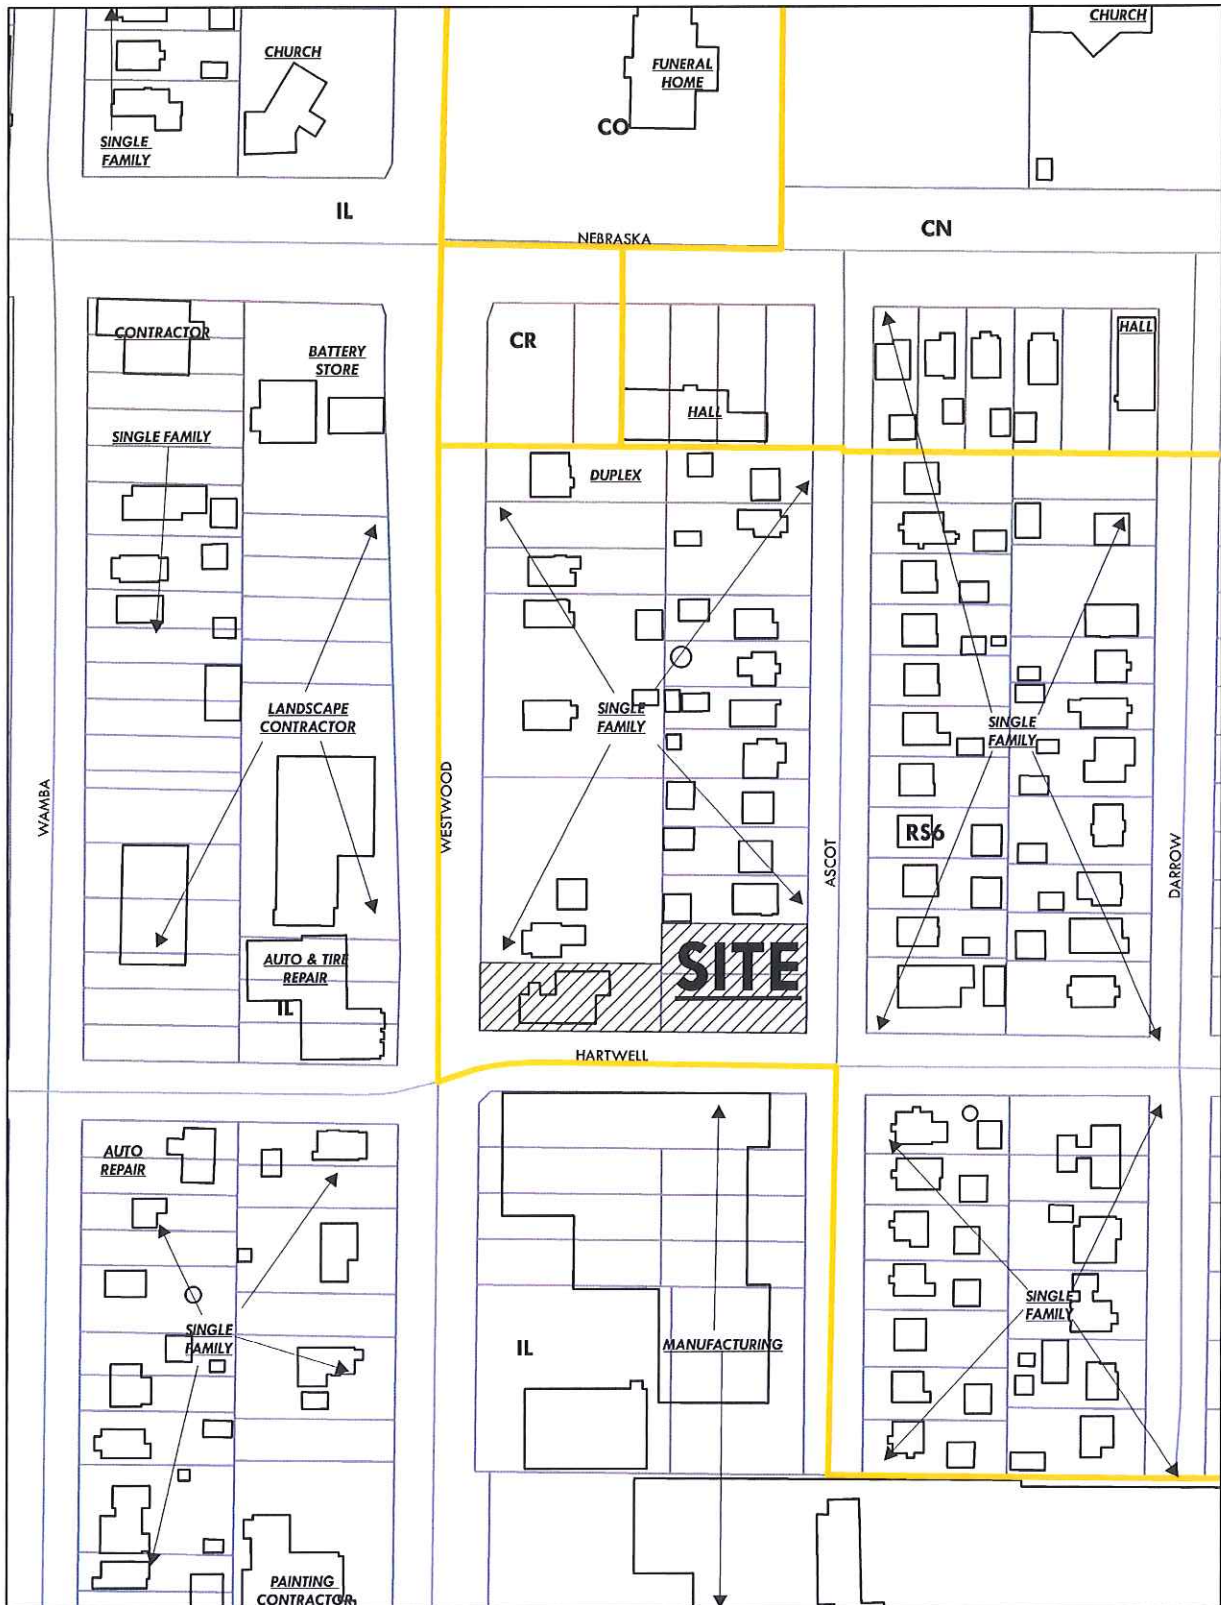 CHURCH
CHURCH
FUNERAL
HOME
CO
SINGLE
FAMILY
IL
CN
NEBRASKA
CONTRACTOR
CR
HALL
BATTERY
STORE
HALL
SINGLE FAMILY
DUPLEX
LANDSCAPE
CONTRACTOR
SINGLE
FAMILY
SINGLE
FAMILY
WAMBA
WESTWOOD
ASCOT
RS6
DARROW
AUTO & TIRE
REPAIR
IL
SITE
HARTWELL
AUTO
REPAIR
SINGLE
FAMILY
IL
MANUFACTURING
SINGLE
FAMILY
PAINTING
CONTRACTOR